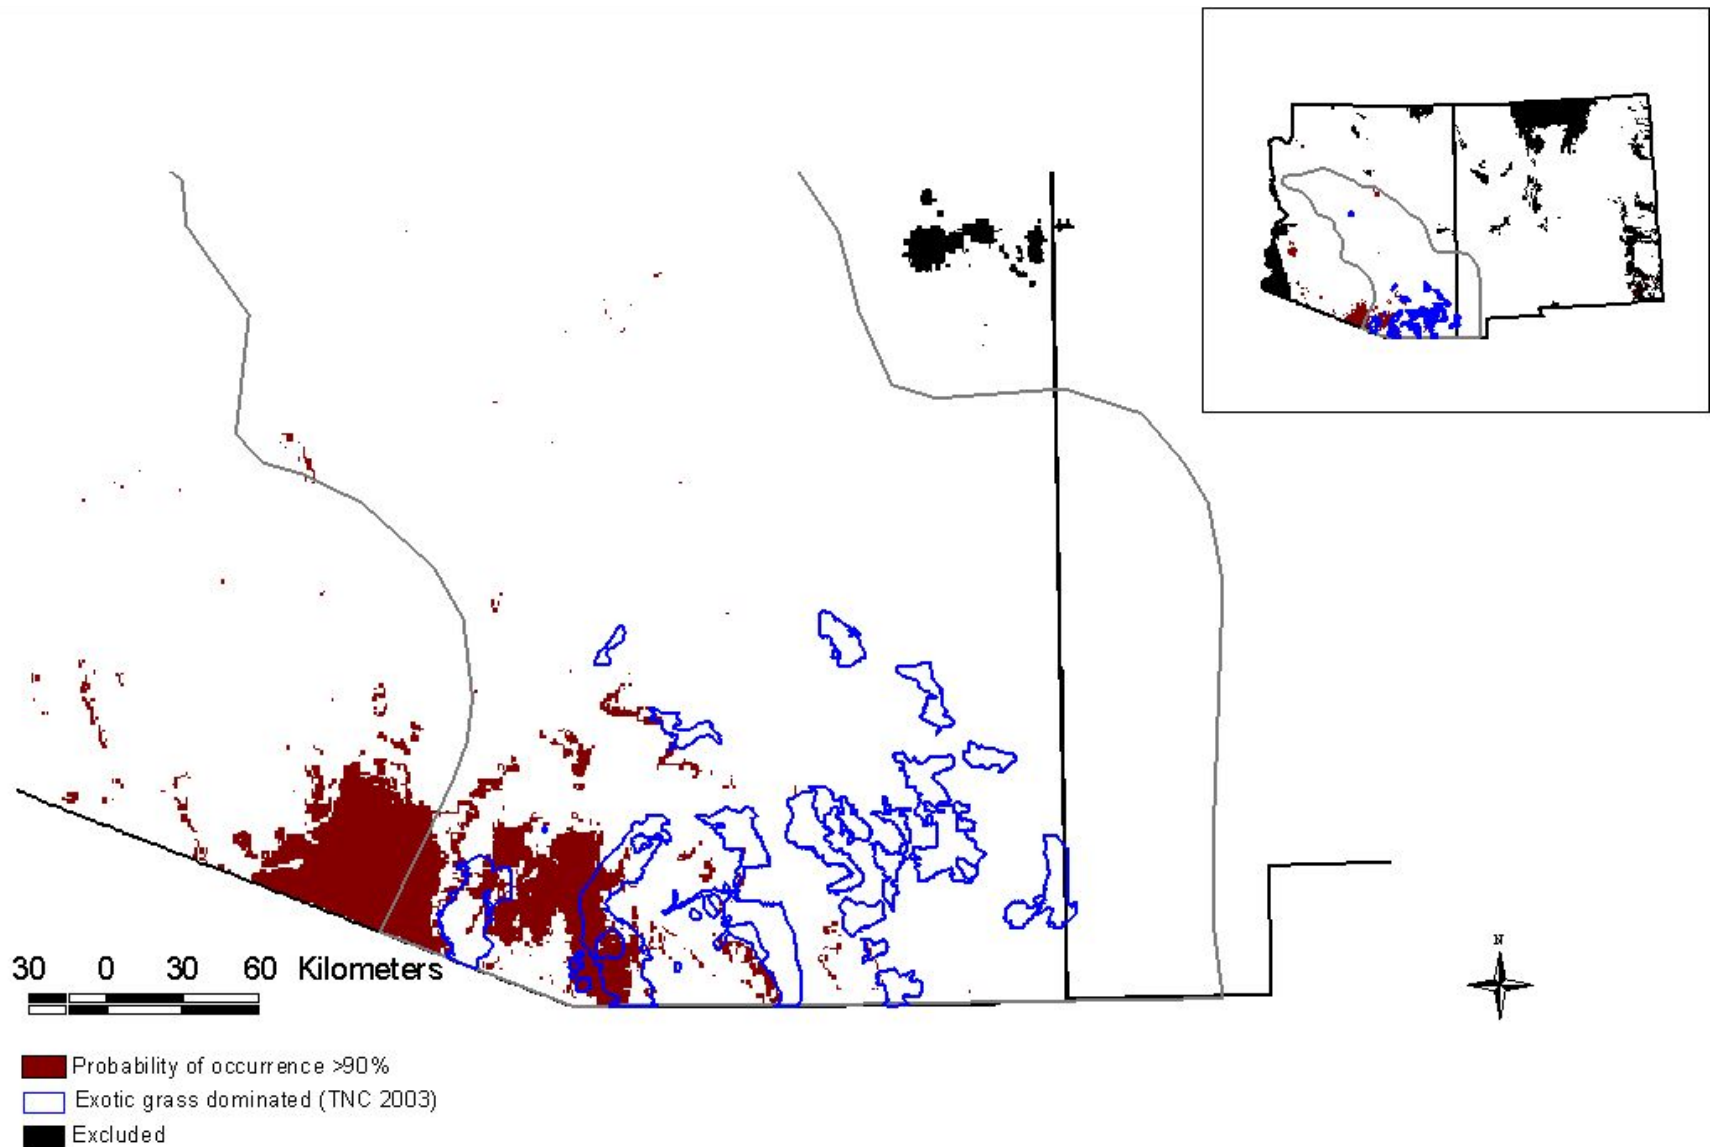 N
30 0 30 60 Kilometers
Probability of occurrence >90%
Exotic grass dominated (TNC 2003)
Excluded